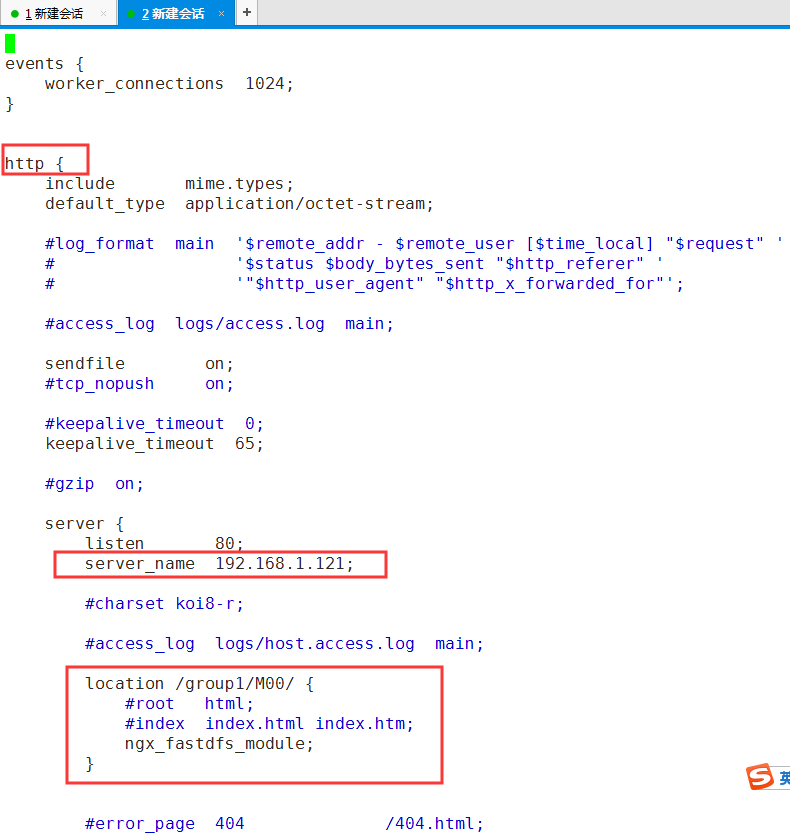 1 新建会话 × 2 新建会话 × +
events {
    worker_connections  1024;
}
http {
    include       mime.types;
    default_type  application/octet-stream;
    #log_format  main  '$remote_addr - $remote_user [$time_local] "$request" '
    #                  '$status $body_bytes_sent "$http_referer" '
    #                  '"$http_user_agent" "$http_x_forwarded_for"';
    #access_log  logs/access.log  main;
    sendfile        on;
    #tcp_nopush     on;
    #keepalive_timeout  0;
    keepalive_timeout  65;
    #gzip  on;
    server {
        listen       80;
        server_name  192.168.1.121;
        #charset koi8-r;
        #access_log  logs/host.access.log  main;
        location /group1/M00/ {
            #root   html;
            #index  index.html index.htm;
            ngx_fastdfs_module;
        }
S 英
        #error_page  404              /404.html;